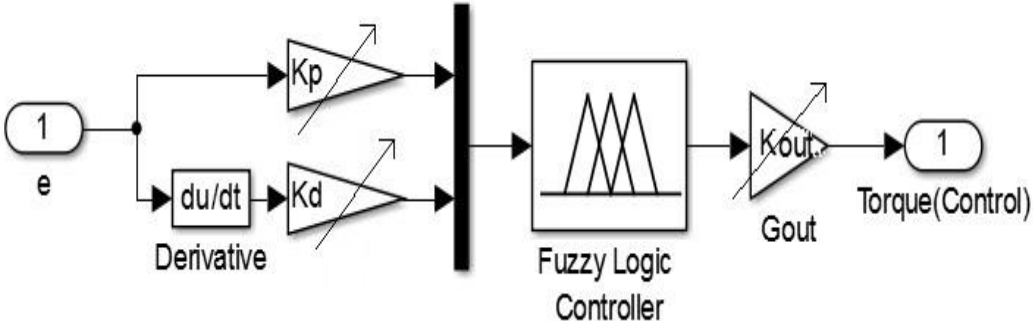 Kp
1
e
du/dt
Derivative
Kd
Fuzzy Logic
Controller
Kout
Gout
1
Torque(Control)